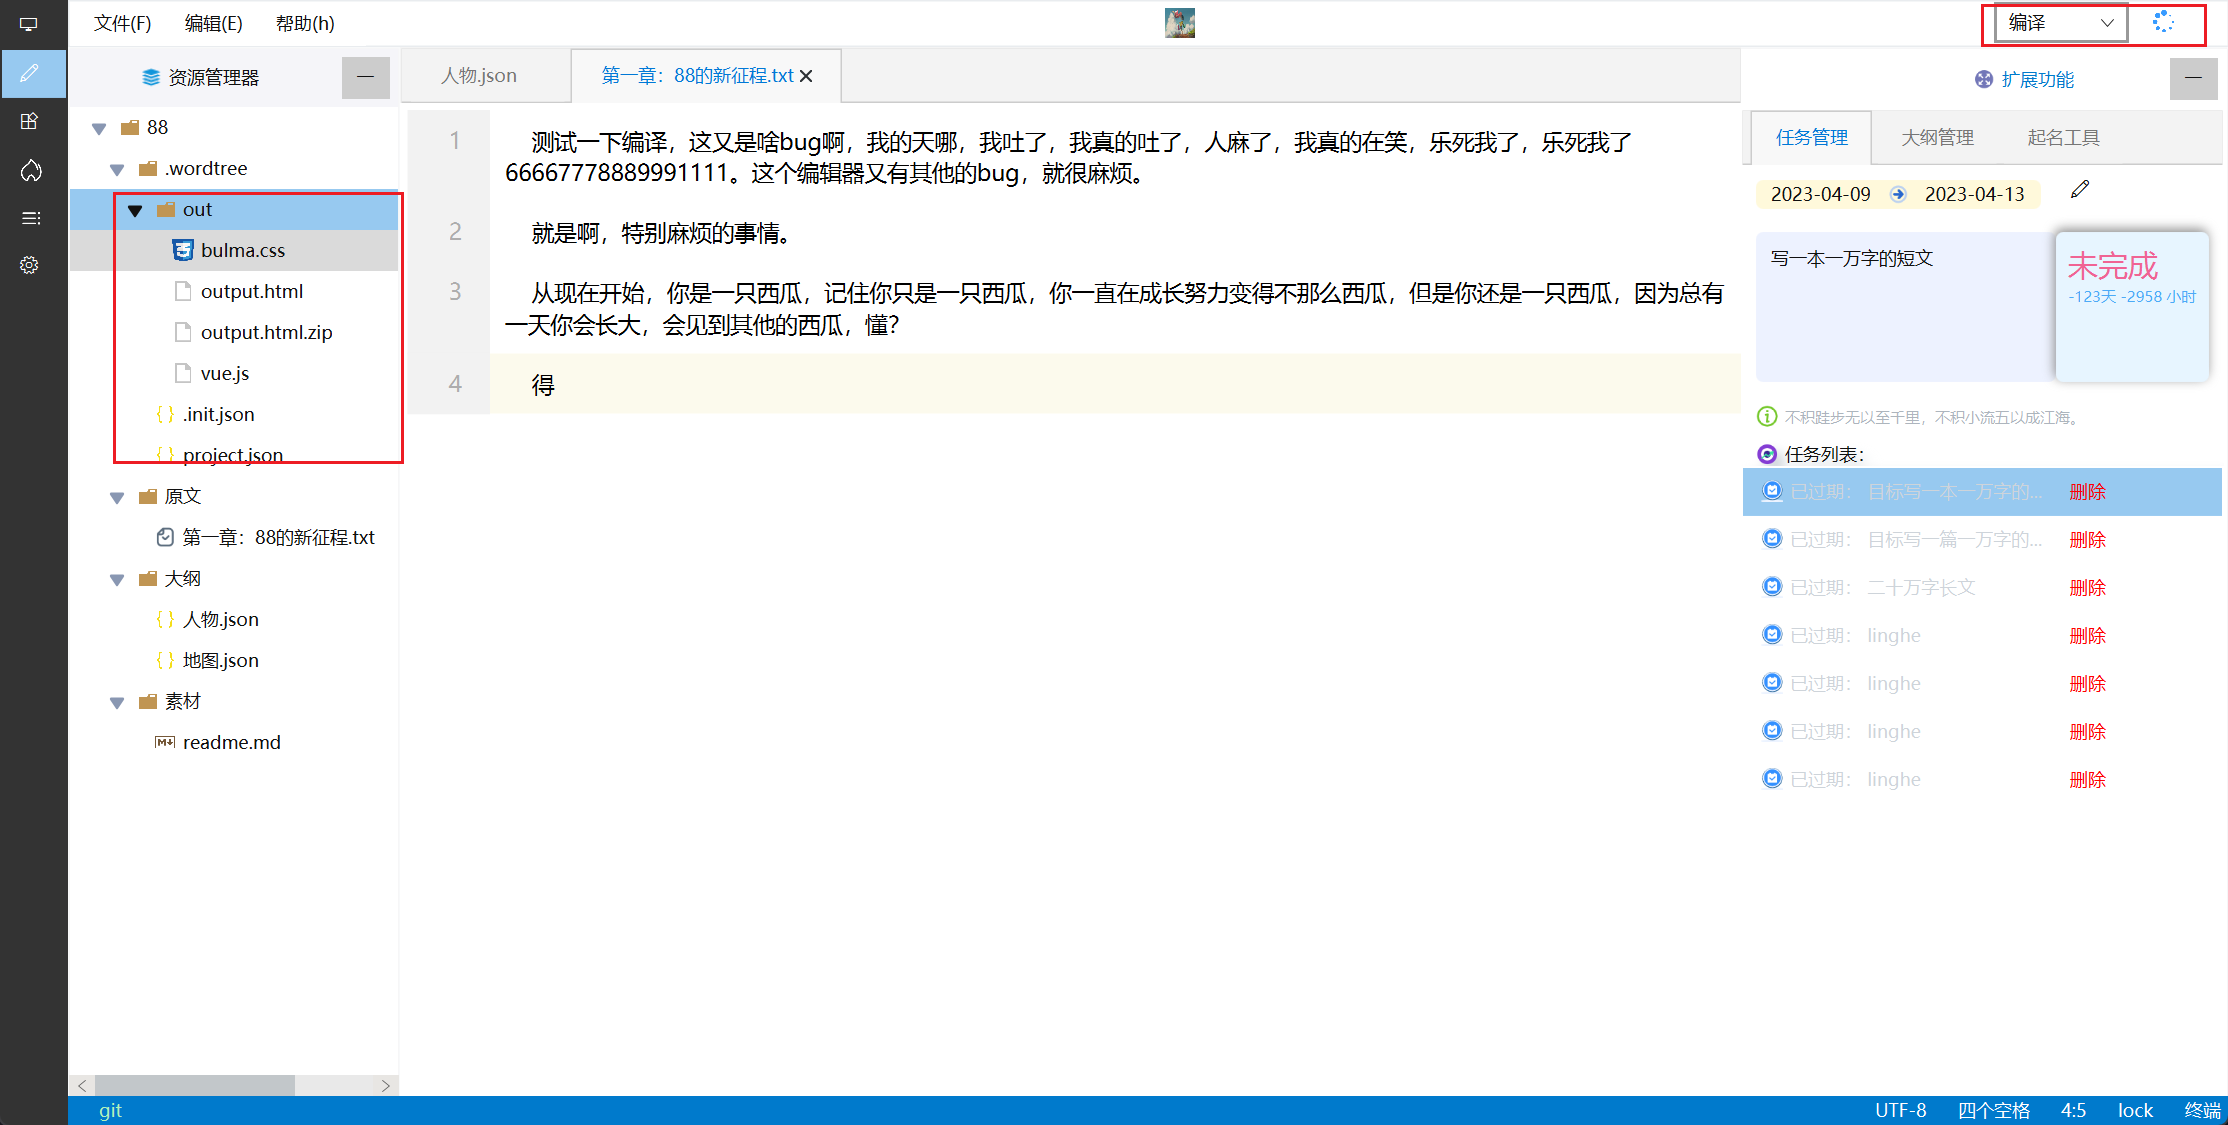 文件(F) 编辑(E) 帮助(h) 编译
资源管理器
88
.wordtree
out
bulma.css
output.html
output.html.zip
vue.js
.init.json
project.json
原文
第一章：88的新征程.txt
大纲
人物.json
地图.json
素材
readme.md
人物.json 第一章：88的新征程.txt
1 测试一下编译，这又是啥bug啊，我的天哪，我吐了，我真的吐了，人麻了，我真的在笑，乐死我了，乐死我了
66667778889991111。这个编辑器又有其他的bug，就很麻烦。
2 就是啊，特别麻烦的事情。
3 从现在开始，你是一只西瓜，记住你只是一只西瓜，你一直在成长努力变得不那么西瓜，但是你还是一只西瓜，因为总有
一天你会长大，会见到其他的西瓜，懂？
4 得
扩展功能
任务管理 大纲管理 起名工具
2023-04-09 2023-04-13
写一本一万字的短文
未完成
-123天 -2958 小时
不积跬步无以至千里，不积小流五以成江海。
任务列表：
已过期： 目标写一本一万字的... 删除
已过期： 目标写一篇一万字的... 删除
已过期： 二十万字长文 删除
已过期： linghe 删除
已过期： linghe 删除
已过期： linghe 删除
已过期： linghe 删除
git UTF-8 四个空格 4:5 lock 终端